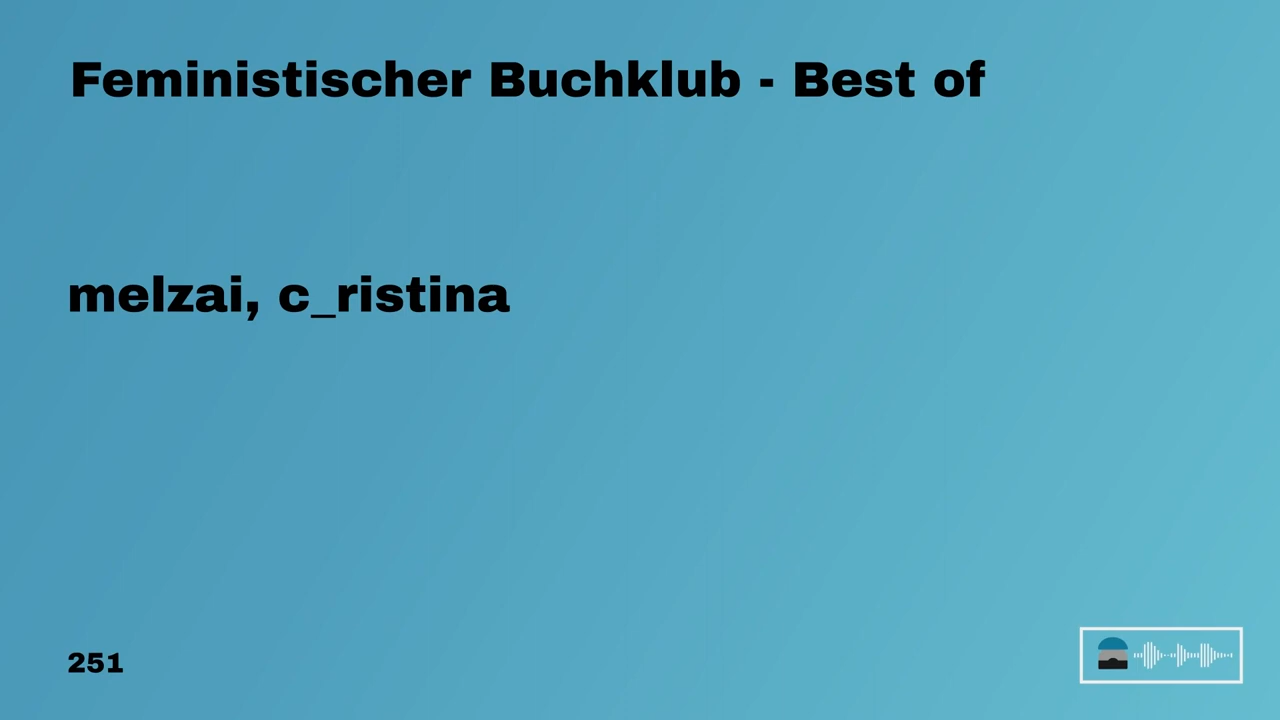 Feministischer Buchklub - Best of
melzai, c_ristina
251